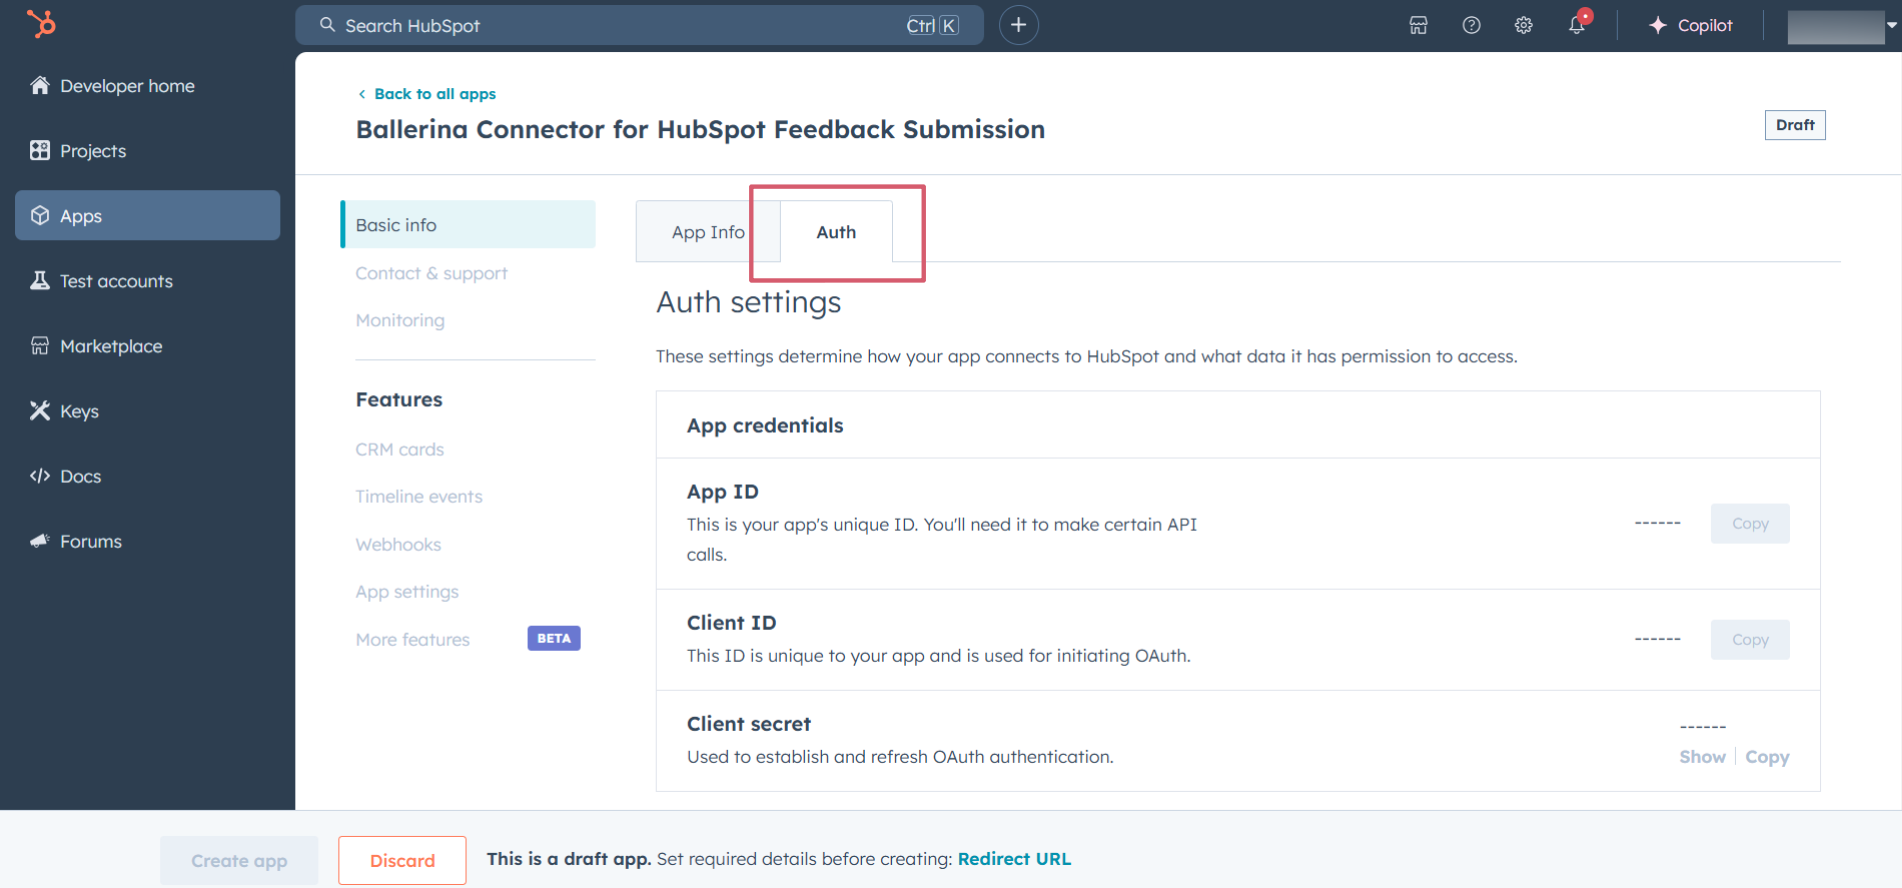 Search HubSpot
Ctrl K
Copilot
Developer home
Projects
Apps
Test accounts
Marketplace
Keys
Docs
Forums
Back to all apps
Ballerina Connector for HubSpot Feedback Submission
Draft
Basic info
Contact & support
Monitoring
Features
CRM cards
Timeline events
Webhooks
App settings
More features
BETA
App Info
Auth
Auth settings
These settings determine how your app connects to HubSpot and what data it has permission to access.
App credentials
App ID
This is your app's unique ID. You'll need it to make certain API
calls.
------
Copy
Client ID
This ID is unique to your app and is used for initiating OAuth.
------
Copy
Client secret
Used to establish and refresh OAuth authentication.
------
Show
Copy
Create app
Discard
This is a draft app. Set required details before creating: Redirect URL